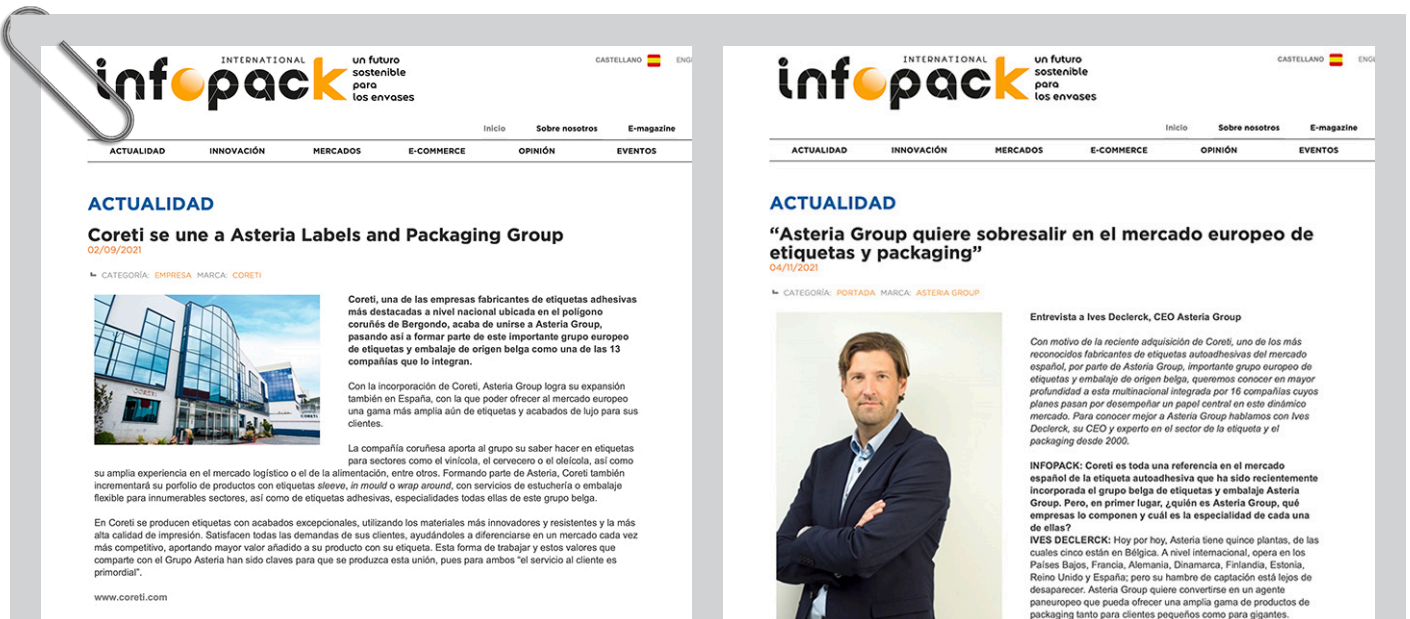 INTERNATIONAL
infopack
un futuro
sostenible
para
los envases
CASTELLANO
Inicio Sobre nosotros E-magazine
ACTUALIDAD INNOVACIÓN MERCADOS E-COMMERCE OPINIÓN EVENTOS
ACTUALIDAD
Coreti se une a Asteria Labels and Packaging Group
02/09/2021
CATEGORÍA: EMPRESA MARCA: CORETI
CORETI
Coreti, una de las empresas fabricantes de etiquetas adhesivas
más destacadas a nivel nacional ubicada en el polígono
coruñés de Bergondo, acaba de unirse a Asteria Group,
pasando así a formar parte de este importante grupo europeo
de etiquetas y embalaje de origen belga como una de las 13
compañías que lo integran.
Con la incorporación de Coreti, Asteria Group logra su expansión
también en España, con la que poder ofrecer al mercado europeo
una gama más amplia aún de etiquetas y acabados de lujo para sus
clientes.
La compañía coruñesa aporta al grupo su saber hacer en etiquetas
para sectores como el vinícola, el cervecero o el oleícola, así como
su amplia experiencia en el mercado logístico o el de la alimentación, entre otros. Formando parte de Asteria, Coreti también
incrementará su porfolio de productos con etiquetas sleeve, in mould o wrap around, con servicios de estuchería o embalaje
flexible para innumerables sectores, así como de etiquetas adhesivas, especialidades todas ellas de este grupo belga.
En Coreti se producen etiquetas con acabados excepcionales, utilizando los materiales más innovadores y resistentes y la más
alta calidad de impresión. Satisfacen todas las demandas de sus clientes, ayudándoles a diferenciarse en un mercado cada vez
más competitivo, aportando mayor valor añadido a su producto con su etiqueta. Esta forma de trabajar y estos valores que
comparte con el Grupo Asteria han sido claves para que se produzca esta unión, pues para ambos "el servicio al cliente es
primordial".
www.coreti.com
INTERNATIONAL
infopack
un futuro
sostenible
para
los envases
CASTELLANO
Inicio Sobre nosotros E-magazine
ACTUALIDAD INNOVACIÓN MERCADOS E-COMMERCE OPINIÓN EVENTOS
ACTUALIDAD
“Asteria Group quiere sobresalir en el mercado europeo de
etiquetas y packaging”
04/11/2021
CATEGORÍA: PORTADA MARCA: ASTERIA GROUP
Entrevista a Ives Declerck, CEO Asteria Group
Con motivo de la reciente adquisición de Coreti, uno de los más
reconocidos fabricantes de etiquetas autoadhesivas del mercado
español, por parte de Asteria Group, importante grupo europeo de
etiquetas y embalaje de origen belga, queremos conocer en mayor
profundidad a esta multinacional integrada por 16 compañías cuyos
planes pasan por desempeñar un papel central en este dinámico
mercado. Para conocer mejor a Asteria Group hablamos con Ives
Declerck, su CEO y experto en el sector de la etiqueta y el
packaging desde 2000.
INFOPACK: Coreti es toda una referencia en el mercado
español de la etiqueta autoadhesiva que ha sido recientemente
incorporada el grupo belga de etiquetas y embalaje Asteria
Group. Pero, en primer lugar, ¿quién es Asteria Group, qué
empresas lo componen y cuál es la especialidad de cada una
de ellas?
IVES DECLERCK: Hoy por hoy, Asteria tiene quince plantas, de las
cuales cinco están en Bélgica. A nivel internacional, opera en los
Países Bajos, Francia, Alemania, Dinamarca, Finlandia, Estonia,
Reino Unido y España; pero su hambre de captación está lejos de
desaparecer. Asteria Group quiere convertirse en un agente
paneuropeo que pueda ofrecer una amplia gama de productos de
packaging tanto para clientes pequeños como para gigantes.